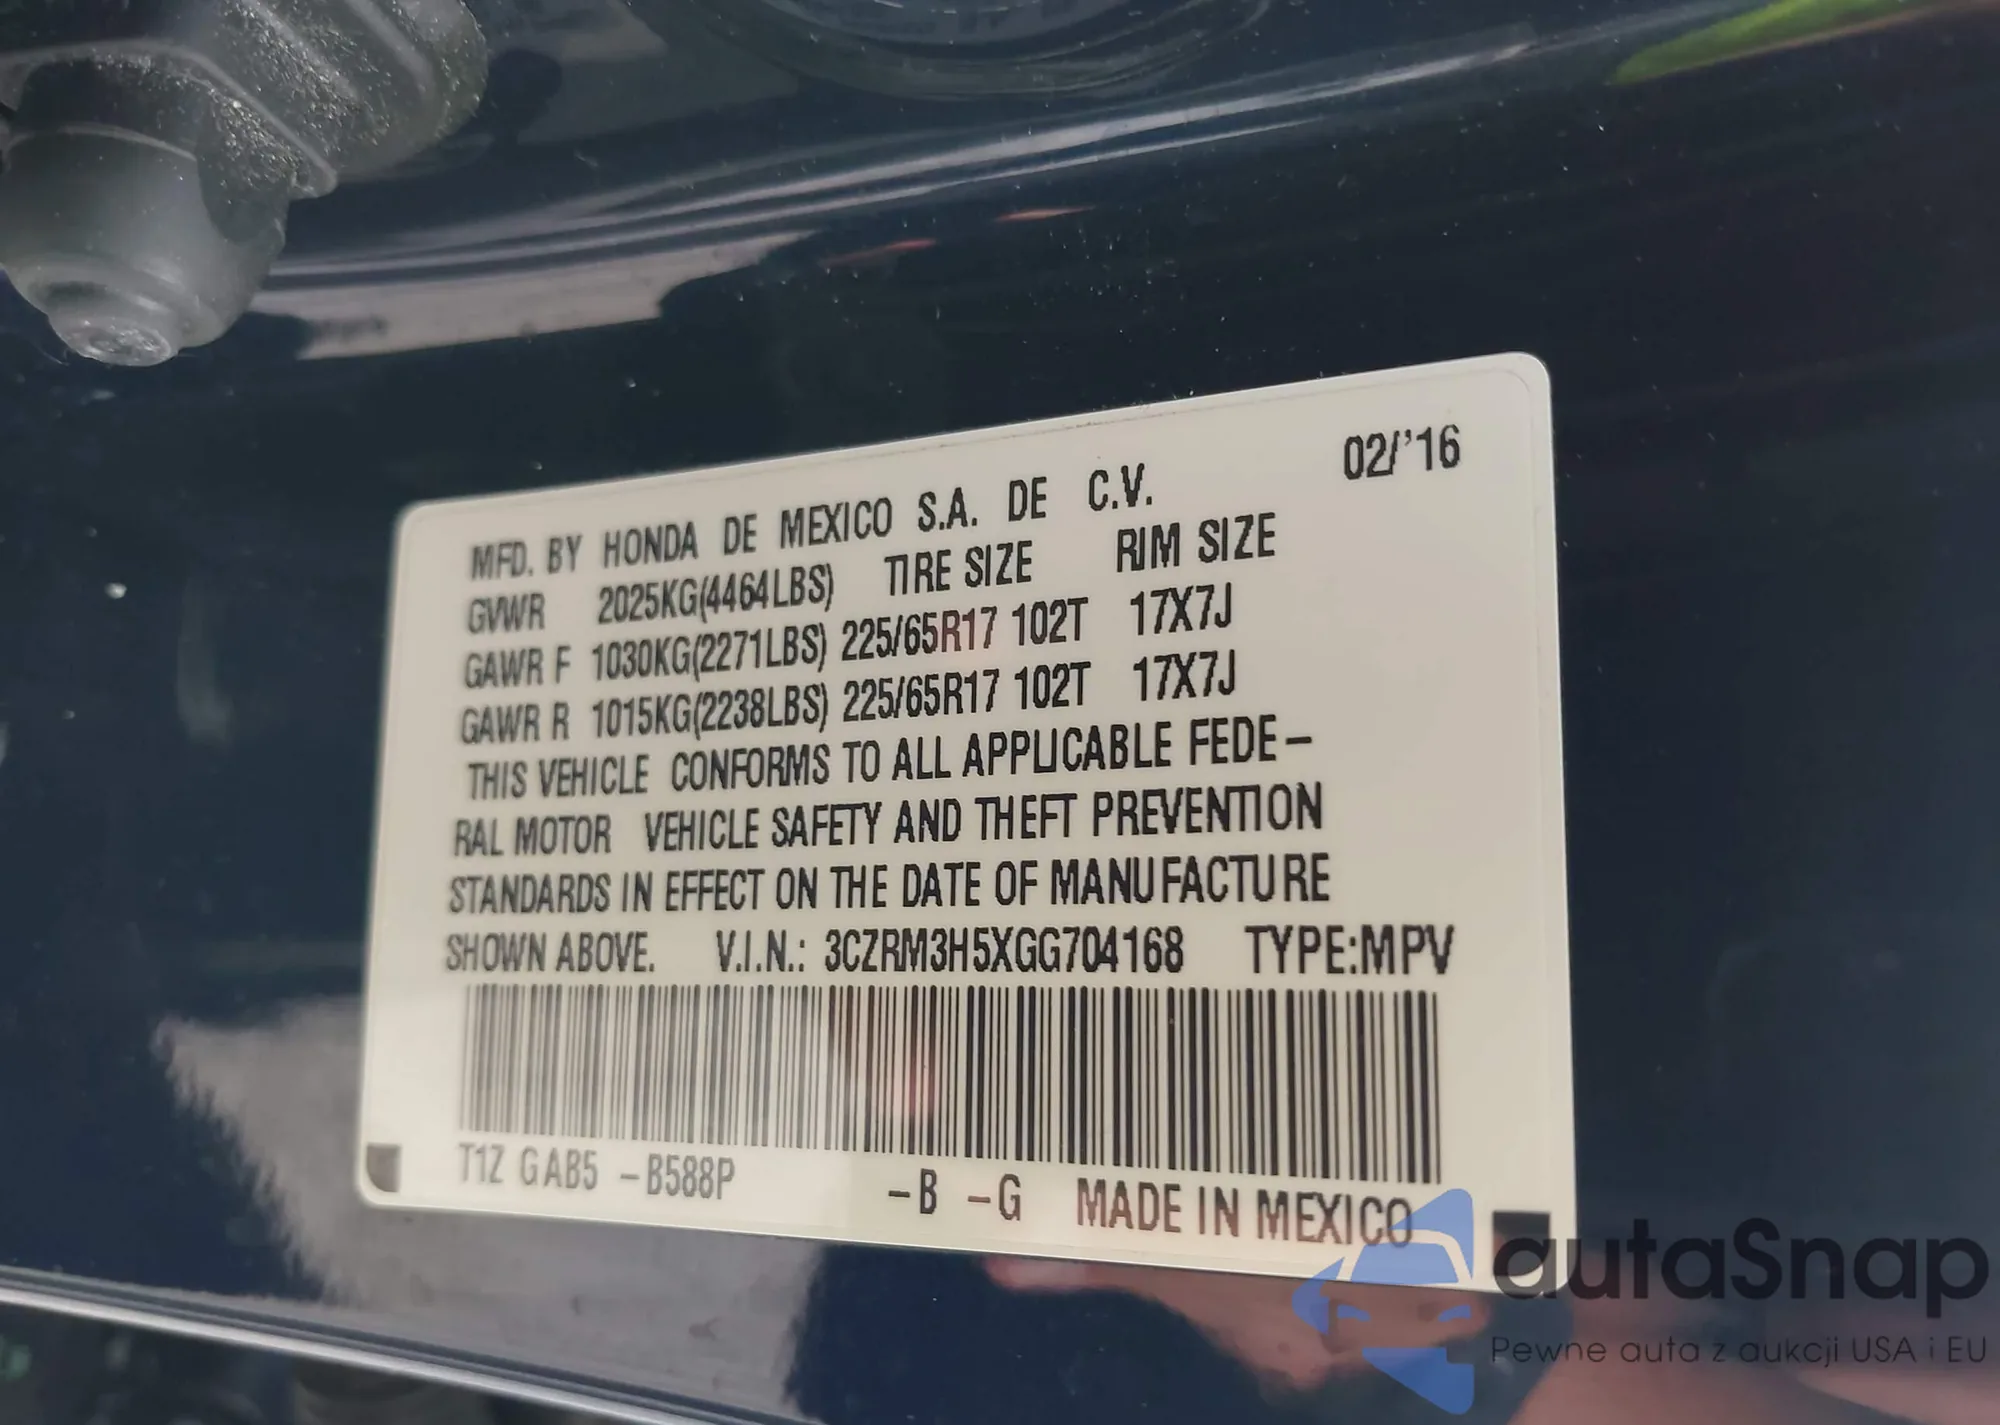 02/'16
MFD. BY HONDA DE MEXICO S.A. DE C.V.
GVWR 2025KG(4464LBS) TIRE SIZE RIM SIZE
GAWR F 1030KG(2271LBS) 225/65R17 102T 17X7J
GAWR R 1015KG(2238LBS) 225/65R17 102T 17X7J
THIS VEHICLE CONFORMS TO ALL APPLICABLE FEDE-
RAL MOTOR VEHICLE SAFETY AND THEFT PREVENTION
STANDARDS IN EFFECT ON THE DATE OF MANUFACTURE
SHOWN ABOVE. V.I.N.: 3CZRM3H5XGG704168 TYPE:MPV
T1Z GAB5 -B588P -B -G MADE IN MEXICO
autaSnap
Pewne auta z aukcji USA i EU